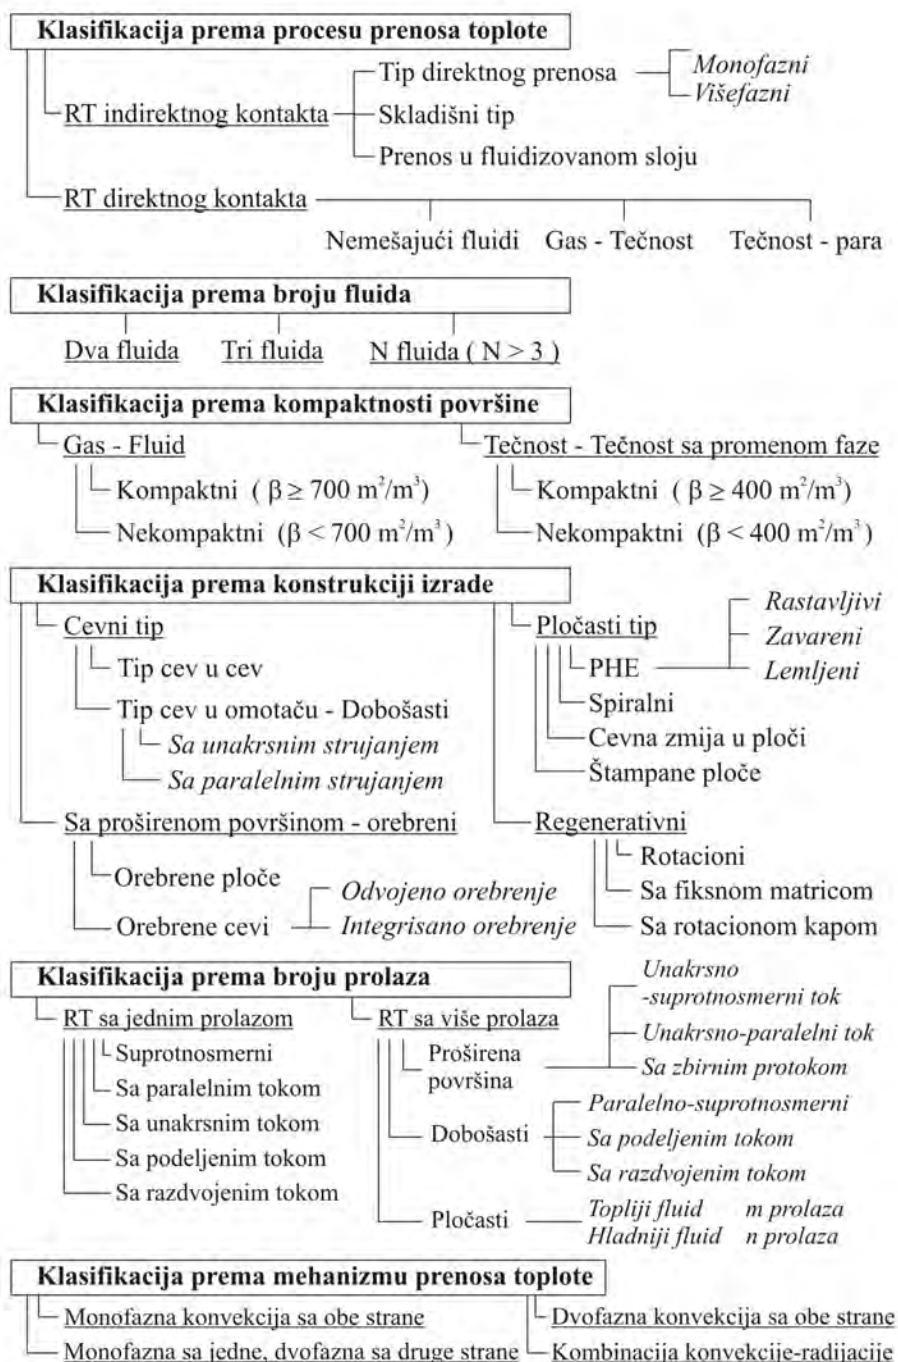 Klasifikacija prema procesu prenosa toplote
RT indirektnog kontakta
Tip direktnog prenosa
Monofazni
Višefazni
Skladišni tip
Prenos u fluidizovanom sloju
RT direktnog kontakta
Nemešajući fluidi Gas - Tečnost Tečnost - para
Klasifikacija prema broju fluida
Dva fluida Tri fluida N fluida ( N > 3 )
Klasifikacija prema kompaktnosti površine
Gas - Fluid
Kompaktni ( β ≥ 700 m²/m³)
Nekompaktni (β < 700 m²/m³ )
Tečnost - Tečnost sa promenom faze
Kompaktni ( β ≥ 400 m²/m³)
Nekompaktni (β < 400 m²/m³ )
Klasifikacija prema konstrukciji izrade
Cevni tip
Tip cev u cev
Tip cev u omotaču - Dobošasti
Sa unakrsnim strujanjem
Sa paralelnim strujanjem
Pločasti tip
PHE
Rastavljivi
Zavareni
Lemljeni
Spiralni
Cevna zmija u ploči
Štampane ploče
Sa proširenom površinom - orebreni
Orebrene ploče
Orebrene cevi
Odvojeno orebrenje
Integrisano orebrenje
Regenerativni
Rotacioni
Sa fiksnom matricom
Sa rotacionom kapom
Klasifikacija prema broju prolaza
RT sa jednim prolazom
Suprotnosmerni
Sa paralelnim tokom
Sa unakrsnim tokom
Sa podeljenim tokom
Sa razdvojenim tokom
RT sa više prolaza
Proširena
površina
Unakrsno
-suprotnosmerni tok
Unakrsno-paralelni tok
Sa zbirnim protokom
Dobošasti
Paralelno-suprotnosmerni
Sa podeljenim tokom
Sa razdvojenim tokom
Pločasti
Topliji fluid m prolaza
Hladniji fluid n prolaza
Klasifikacija prema mehanizmu prenosa toplote
Monofazna konvekcija sa obe strane
Dvofazna konvekcija sa obe strane
Monofazna sa jedne, dvofazna sa druge strane
Kombinacija konvekcije-radijacije